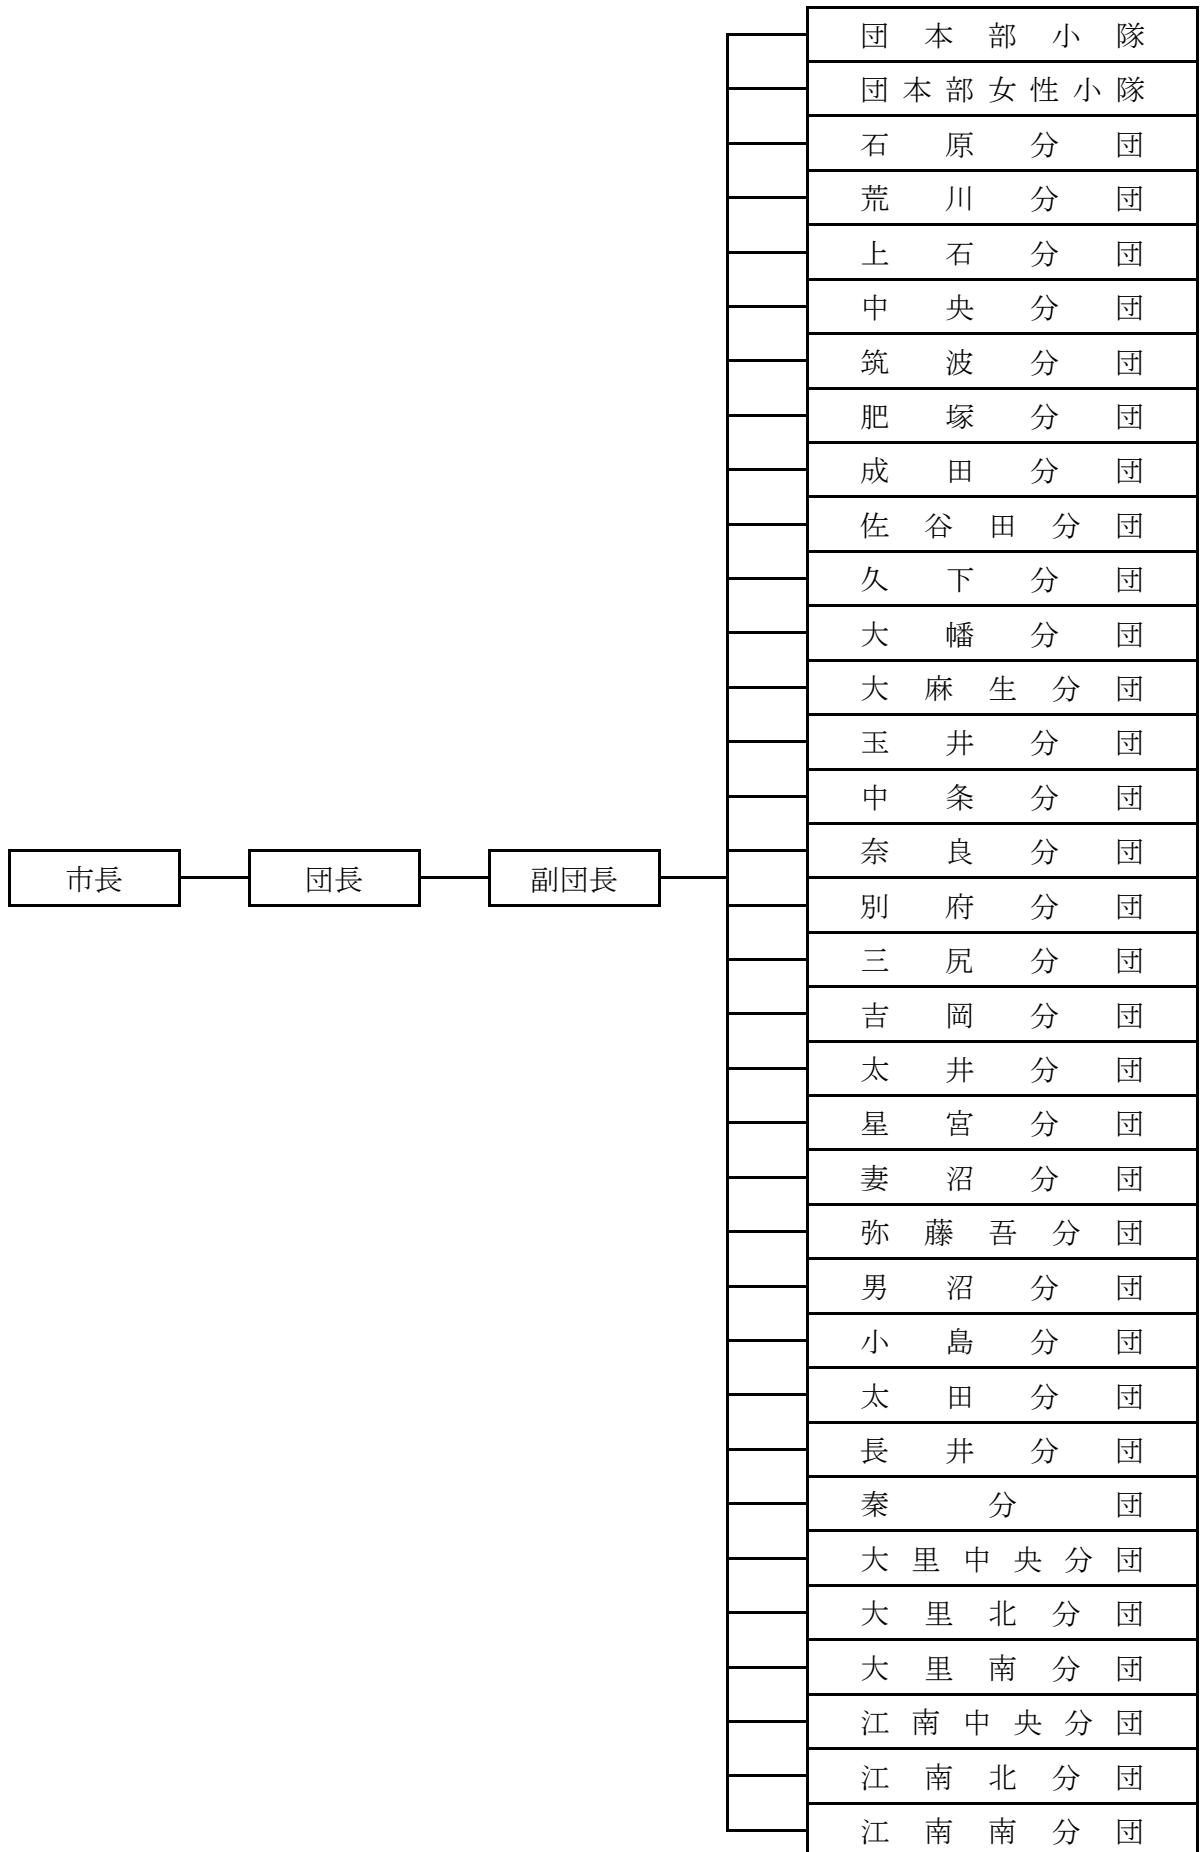 団本部小隊
団本部女性小隊
石原分団
荒川分団
上石分団
中央分団
筑波分団
肥塚分団
成田分団
佐谷田分団
久下分団
大幡分団
大麻生分団
玉井分団
中条分団
奈良分団
市長
団長
副団長
別府分団
三尻分団
吉岡分団
太井分団
星宮分団
妻沼分団
弥藤吾分団
男沼分団
小島分団
太田分団
長井分団
秦分団
大里中央分団
大里北分団
大里南分団
江南中央分団
江南北分団
江南南分団